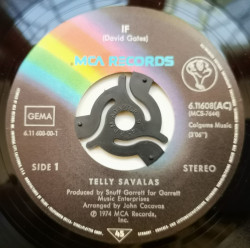 IF
(David Gates)
MCA RECORDS
GEMA
6.11 600-00-1
6.11608(AC)
(MCS-7644)
Colgems Music
(3'06")
SIDE 1
STEREO
TELLY SAVALAS
Produced by Snuff Garrett for Garrett
Music Enterprises
Arranged by John Cacavas
Ⓟ 1974 MCA Records,
Inc.
45